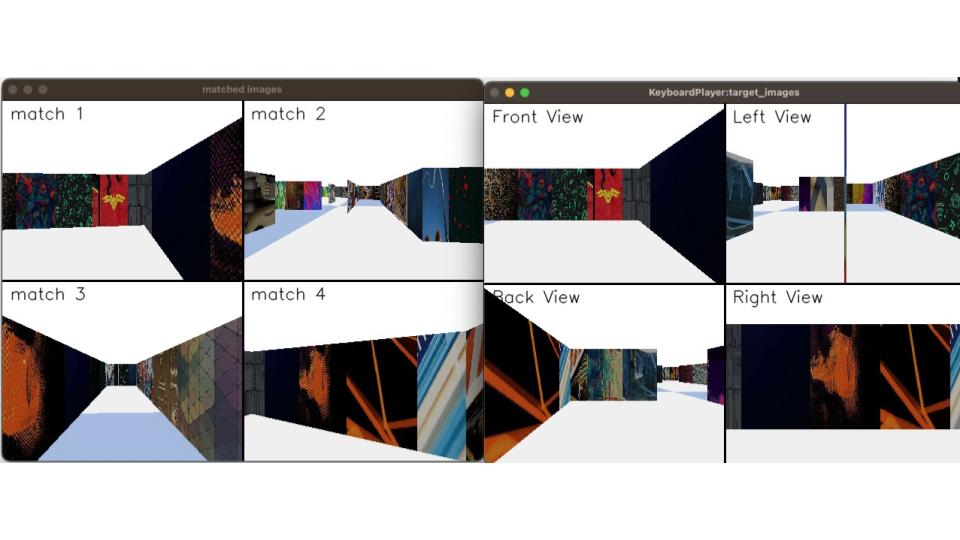 matched images
match 1
match 2
match 3
match 4
KeyboardPlayer:target_images
Front View
Left View
Back View
Right View